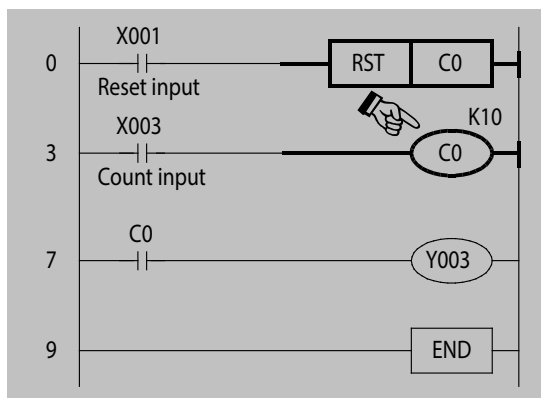 X001
0 RST C0
Reset input
X003 K10
3 C0
Count input
C0
7 Y003
9 END